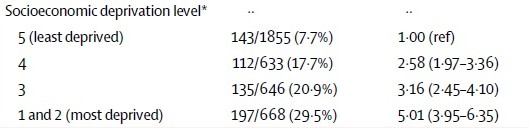 Socioeconomic deprivation level* ·· ··
5 (least deprived) 143/1855 (7·7%) 1·00 (ref)
4 112/633 (17·7%) 2·58 (1·97–3·36)
3 135/646 (20·9%) 3·16 (2·45–4·10)
1 and 2 (most deprived) 197/668 (29·5%) 5·01 (3·95–6·35)